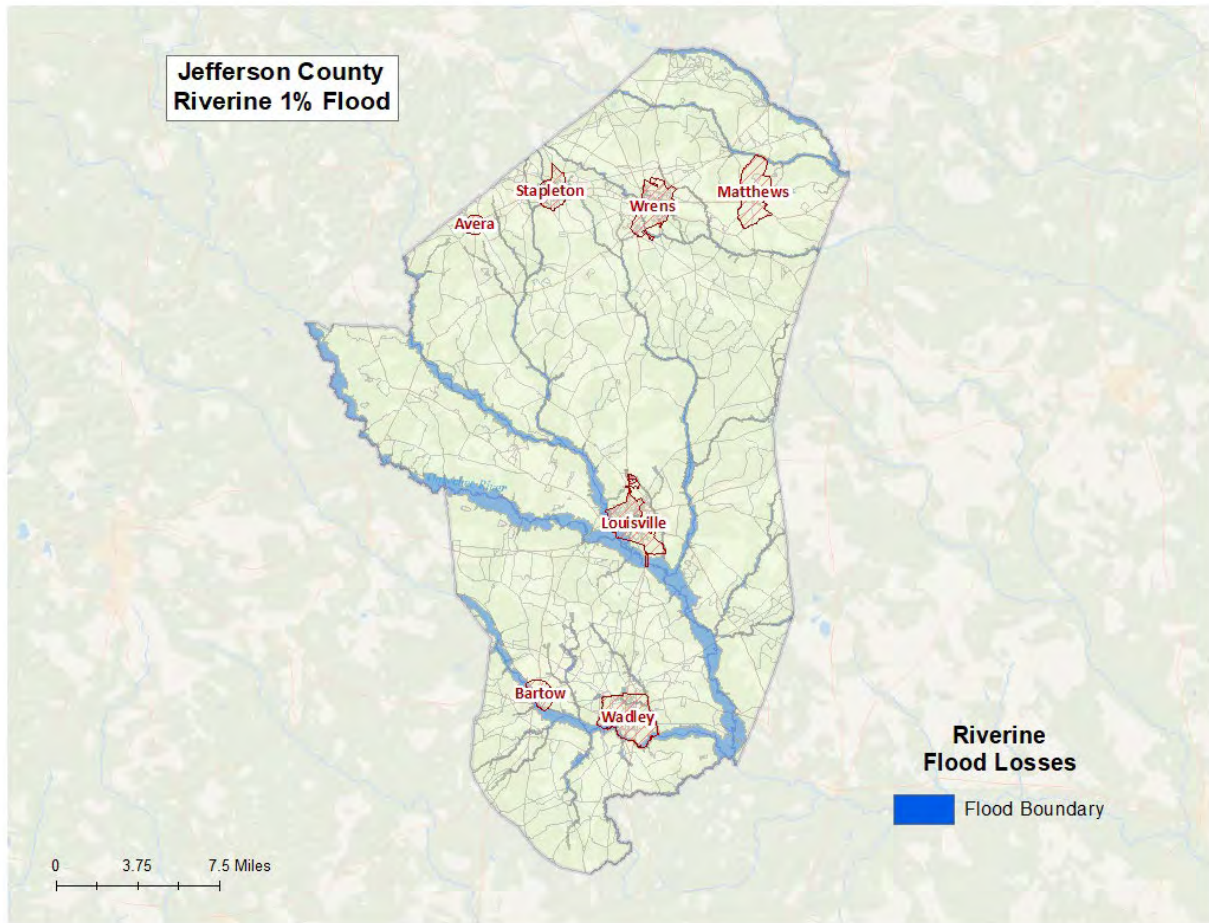 Jefferson County
Riverine 1% Flood
Stapleton
Wrens
Matthews
Avera
River
Louisville
Bartow
Wadley
Riverine
Flood Losses
Flood Boundary
0 3.75 7.5 Miles